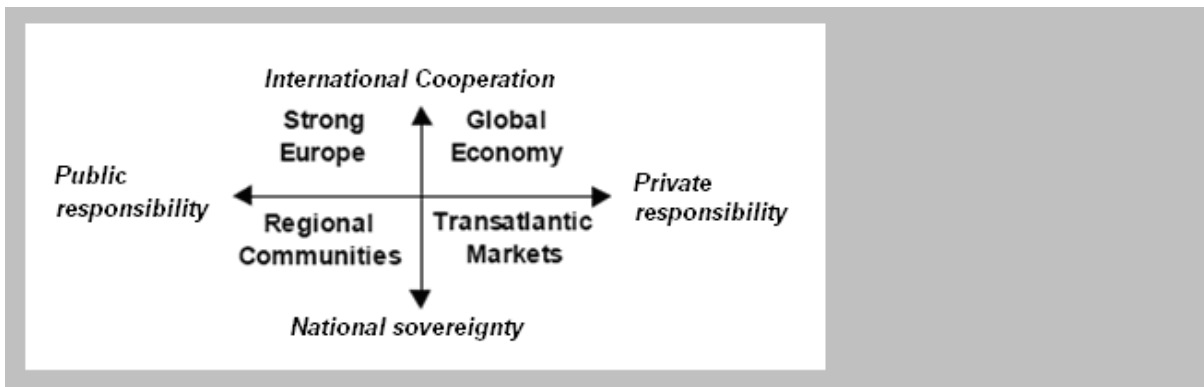 International Cooperation
Strong
Europe
Global
Economy
Public
responsibility
Private
responsibility
Regional
Communities
Transatlantic
Markets
National sovereignty